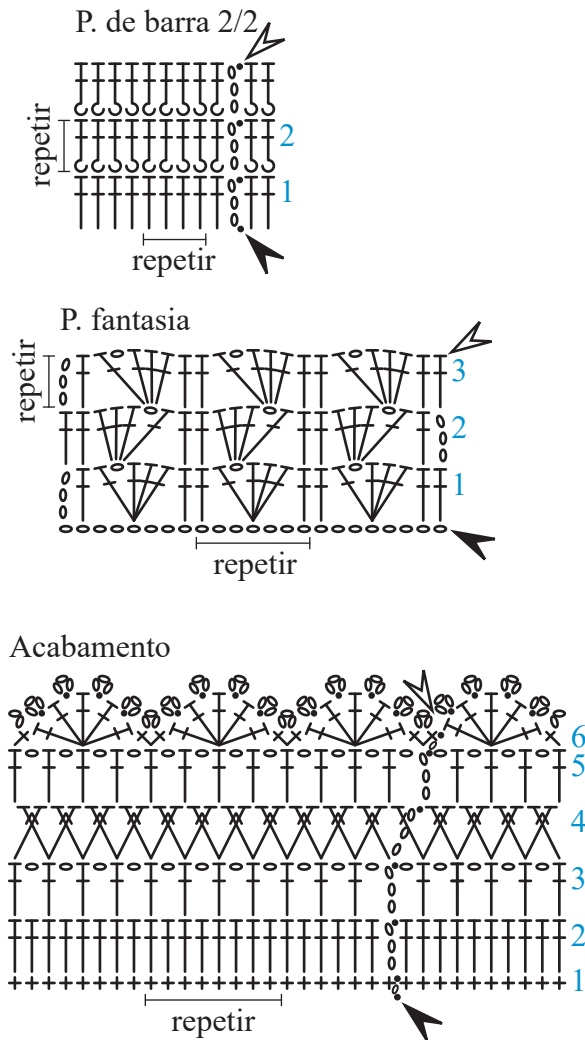 P. de barra 2/2
repetir
2
1
repetir
P. fantasia
repetir
3
2
1
repetir
Acabamento
6
5
4
3
2
1
repetir